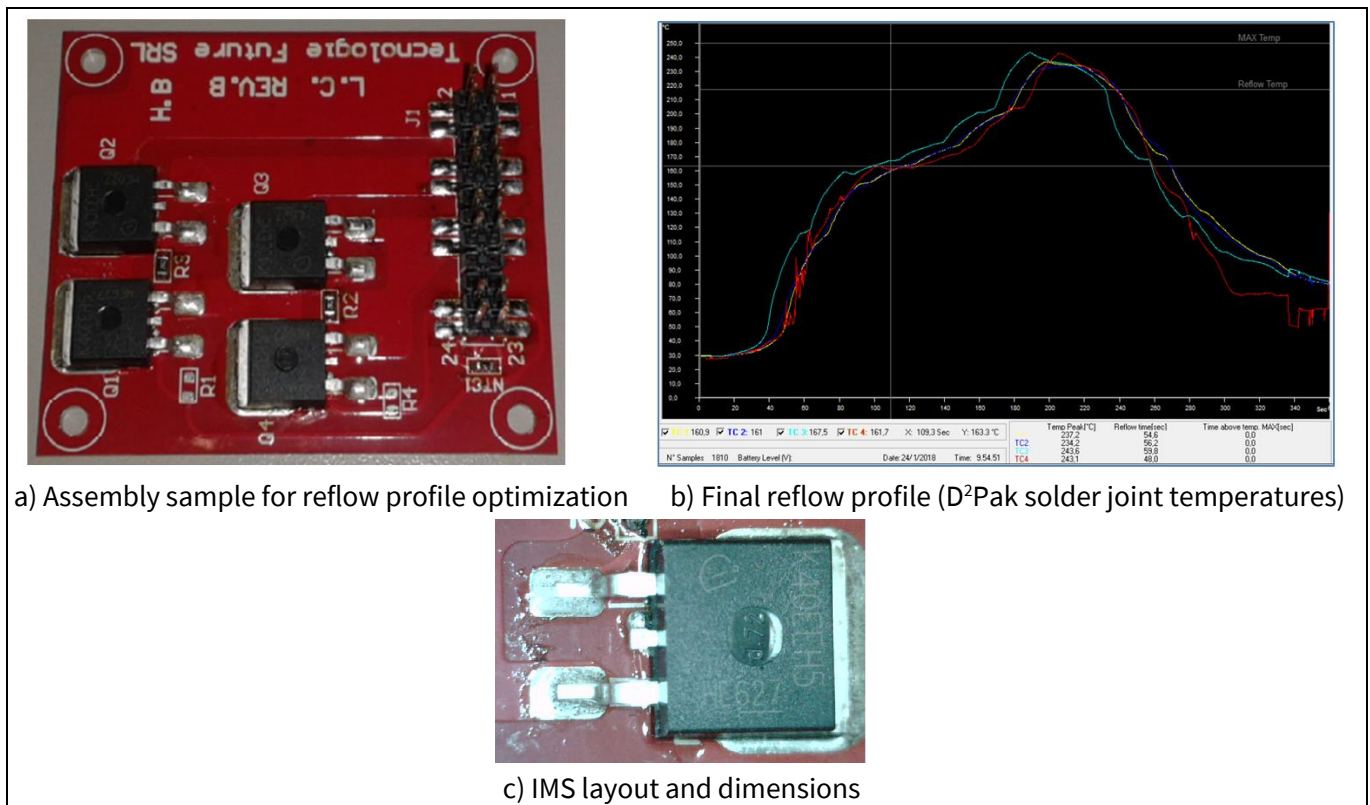 Tecnologie Future SRL
L. C. REV.B
H.B
J1
2
1
Q2
Q3
R3
R2
24
23
NTC1
Q1
R1
Q4
R4
°C
250,0
240,0
230,0
220,0
210,0
200,0
190,0
180,0
170,0
160,0
150,0
140,0
130,0
120,0
110,0
100,0
90,0
80,0
70,0
60,0
50,0
40,0
30,0
20,0
10,0
0,0
MAX Temp
Reflow Temp
0 20 40 60 80 100 120 140 160 180 200 220 240 260 280 300 320 340 Sec
160,9 TC 2: 161 TC 3: 167,5 TC 4: 161,7 X: 109,3 Sec Y: 163.3 °C
Temp Peak[°C] Reflow time[sec] Time above temp. MAX[sec]
237,2 54,6 0,0
TC2 234,2 56,2 0,0
TC3 243,6 59,8 0,0
TC4 243,1 48,0 0,0
N° Samples 1810 Battery Level (V): Date: 24/1/2018 Time: 9.54.51
a) Assembly sample for reflow profile optimization
b) Final reflow profile (D²Pak solder joint temperatures)
K40EH5
c) IMS layout and dimensions